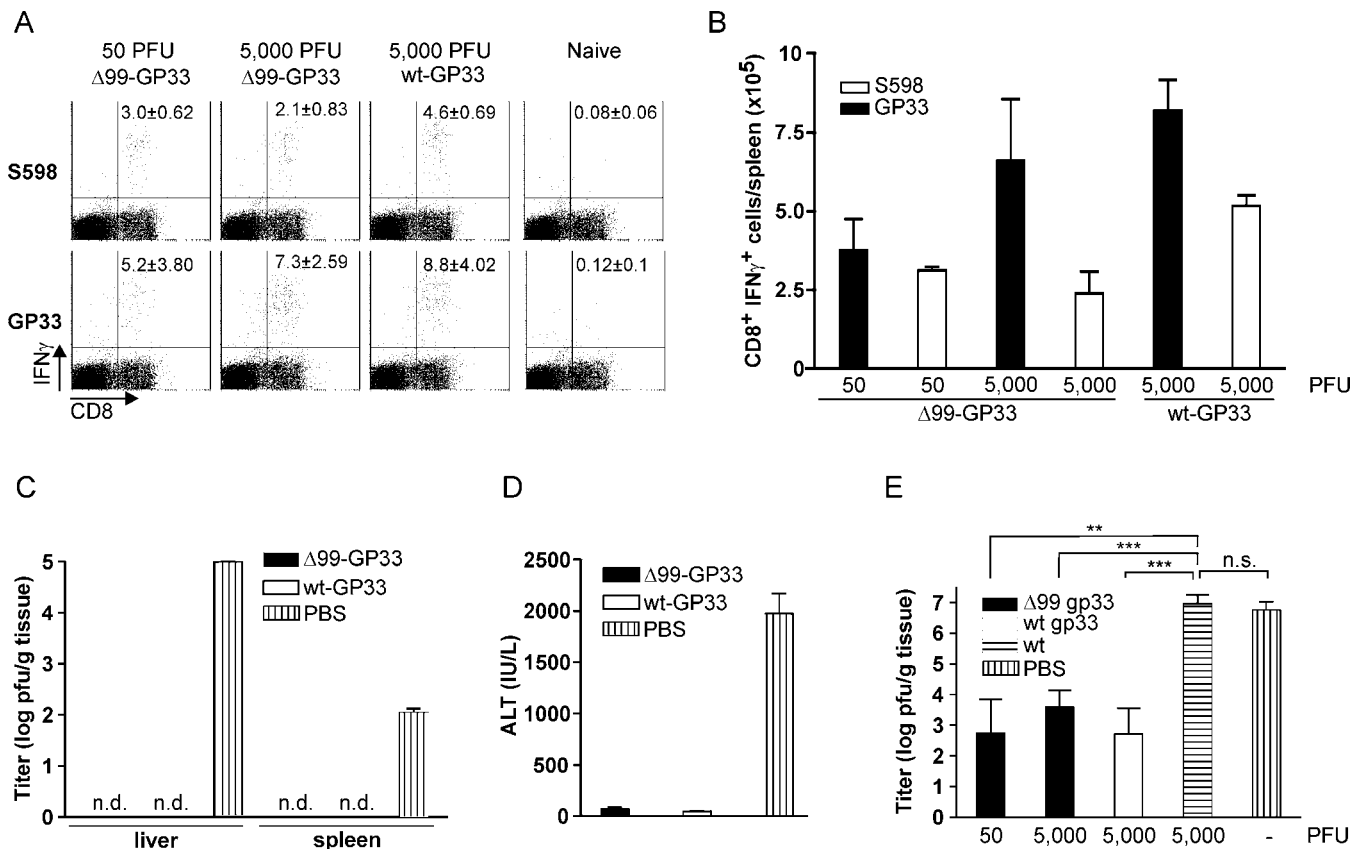 A
50 PFU
Δ99-GP33
5,000 PFU
Δ99-GP33
5,000 PFU
wt-GP33
Naive
S598
3.0±0.62
2.1±0.83
4.6±0.69
0.08±0.06
GP33
5.2±3.80
7.3±2.59
8.8±4.02
0.12±0.1
IFNγ
CD8
B
CD8+ IFNγ+ cells/spleen (x10⁵)
10
7.5
5.0
2.5
0
S598
GP33
50 50 5,000 5,000 5,000 5,000 PFU
Δ99-GP33 wt-GP33
C
Titer (log pfu/g tissue)
5
4
3
2
1
0
Δ99-GP33
wt-GP33
PBS
n.d. n.d. n.d. n.d.
liver spleen
D
ALT (IU/L)
2500
2000
1500
1000
500
0
Δ99-GP33
wt-GP33
PBS
E
**
***
*** n.s.
Titer (log pfu/g tissue)
7
6
5
4
3
2
1
0
Δ99 gp33
wt gp33
wt
PBS
50 5,000 5,000 5,000 - PFU